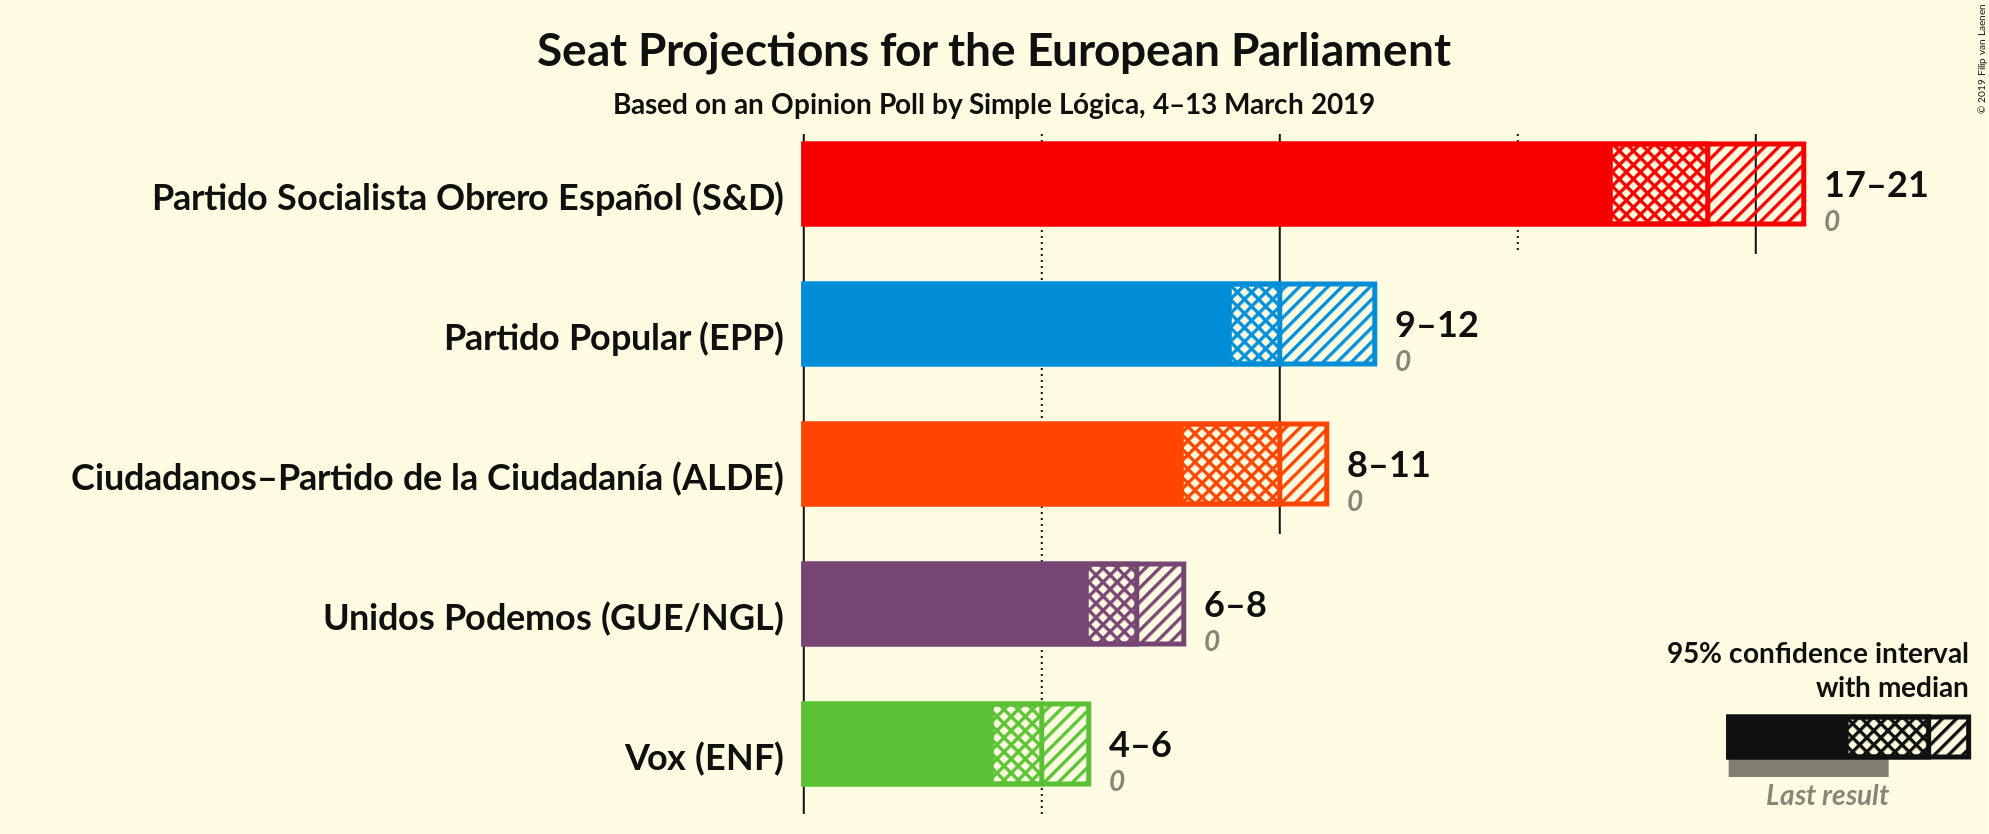 Seat Projections for the European Parliament
Based on an Opinion Poll by Simple Lógica, 4–13 March 2019
© 2019 Filip van Laenen
Partido Socialista Obrero Español (S&D)
17–21
0
Partido Popular (EPP)
9–12
0
Ciudadanos–Partido de la Ciudadanía (ALDE)
8–11
0
Unidos Podemos (GUE/NGL)
6–8
0
Vox (ENF)
4–6
0
95% confidence interval
with median
Last result